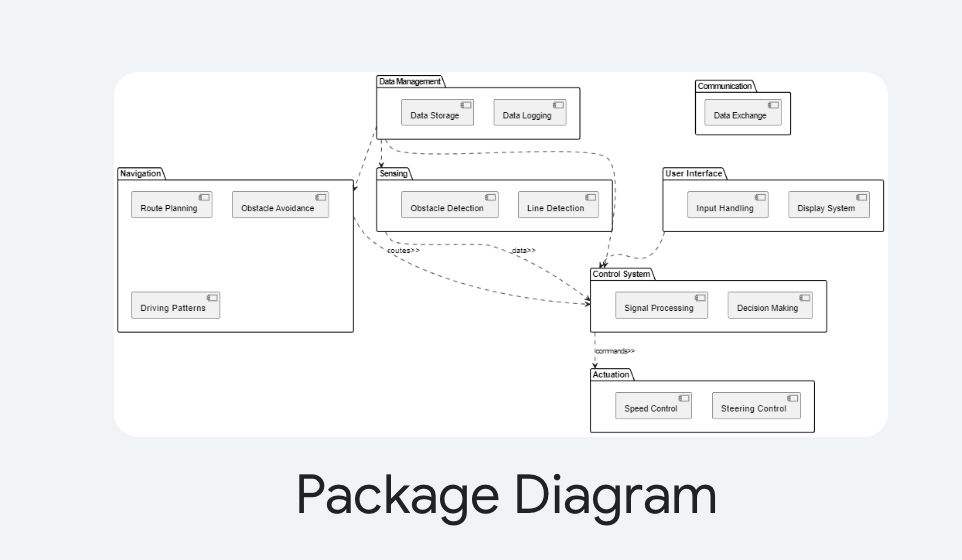 Data Management
Data Storage
Data Logging
Communication
Data Exchange
Navigation
Route Planning
Obstacle Avoidance
Driving Patterns
Sensing
Obstacle Detection
Line Detection
User Interface
Input Handling
Display System
routes>>
data>>
Control System
Signal Processing
Decision Making
commands>>
Actuation
Speed Control
Steering Control
Package Diagram